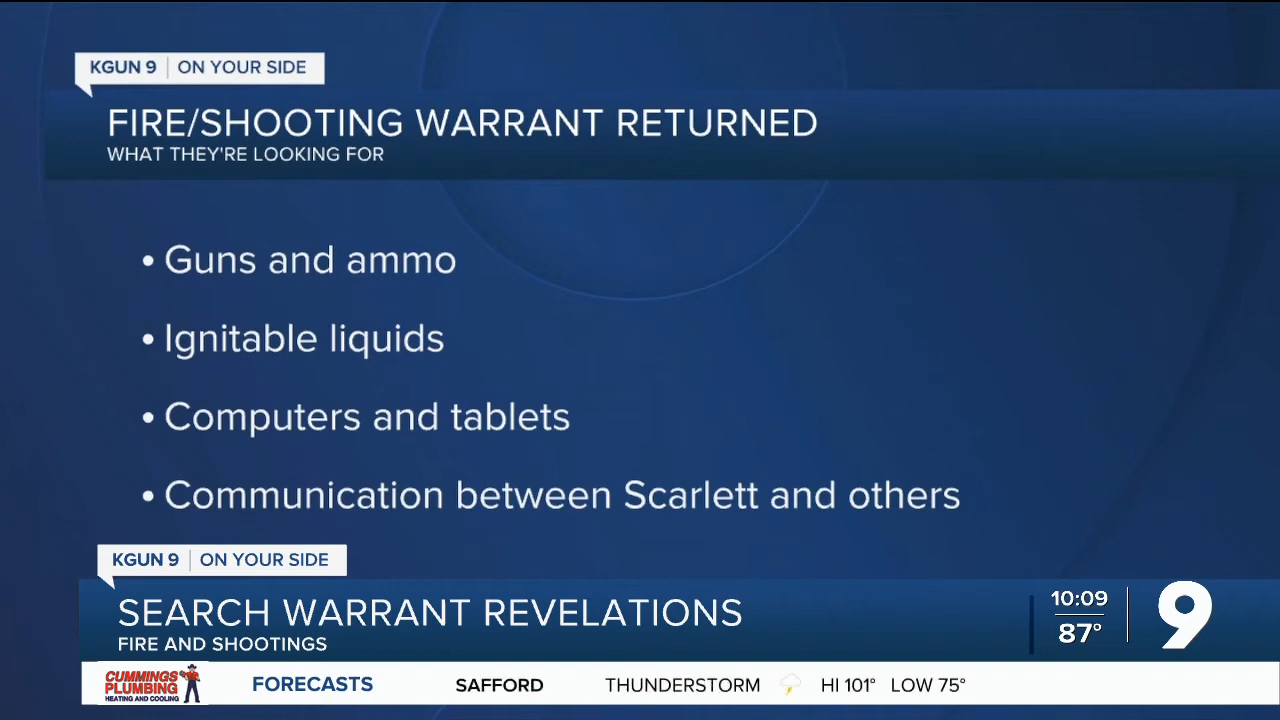 KGUN 9 | ON YOUR SIDE
FIRE/SHOOTING WARRANT RETURNED
WHAT THEY'RE LOOKING FOR
• Guns and ammo
• Ignitable liquids
• Computers and tablets
• Communication between Scarlett and others
KGUN 9 | ON YOUR SIDE
SEARCH WARRANT REVELATIONS
FIRE AND SHOOTINGS
10:09
87°
9
CUMMINGS
PLUMBING
HEATING AND COOLING
FORECASTS SAFFORD THUNDERSTORM HI 101° LOW 75°